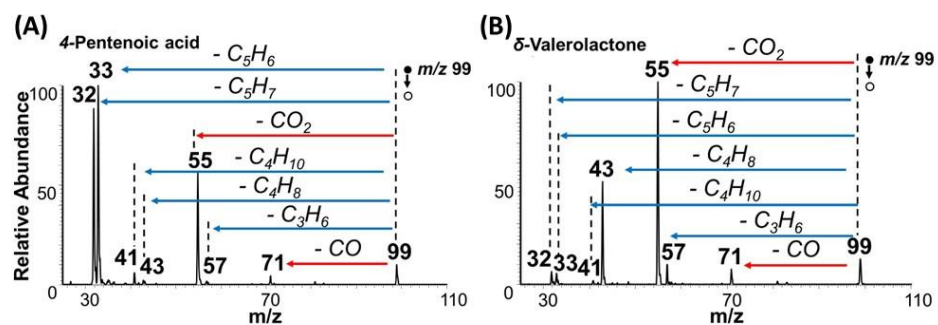 (A)
4-Pentenoic acid
- C5H6
m/z 99
33
100
32
- C5H7
- CO2
- C4H10
55
- C4H8
50
- C3H6
- CO
41
43
57
71
99
0
30
70
110
m/z
Relative Abundance
(B)
δ-Valerolactone
- CO2
m/z 99
55
100
- C5H7
- C5H6
- C4H8
43
- C4H10
50
- C3H6
- CO
32
33
41
57
71
99
0
30
70
110
m/z